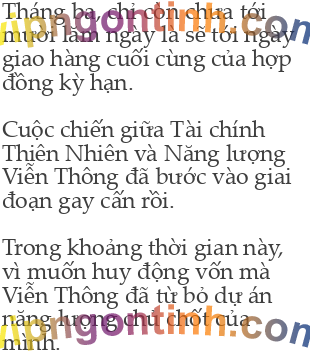 Tháng ba, chỉ còn chưa tới
mười lăm ngày là sẽ tới ngày
giao hàng cuối cùng của hợp
đồng kỳ hạn.
Cuộc chiến giữa Tài chính
Thiên Nhiên và Năng lượng
Viễn Thông đã bước vào giai
đoạn gay cấn rồi.
Trong khoảng thời gian này,
vì muốn huy động vốn mà
Viễn Thông đã từ bỏ dự án
năng lượng chủ chốt của
mình.
vipngontinh.com
vipngontinh.com